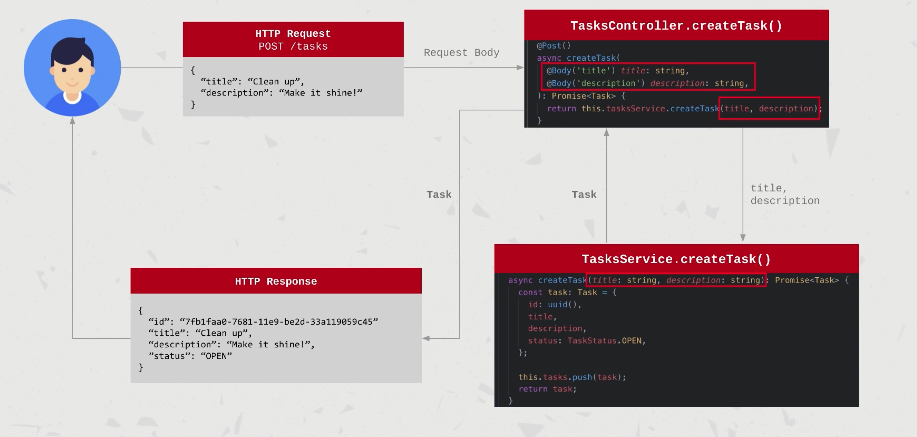 HTTP Request
POST /tasks
{
“title”: “Clean up”,
“description”: “Make it shine!”
}
Request Body
TasksController.createTask()
@Post()
async createTask(
@Body('title') title: string,
@Body('description') description: string,
): Promise<Task> {
return this.tasksService.createTask(title, description);
}
Task
Task
title,
description
HTTP Response
{
“id”: “7fb1faa0-7681-11e9-be2d-33a119059c45”
“title”: “Clean up”,
“description”: “Make it shine!”,
”status”: “OPEN”
}
TasksService.createTask()
async createTask(title: string, description: string): Promise<Task> {
const task: Task = {
id: uuid(),
title,
description,
status: TaskStatus.OPEN,
};
this.tasks.push(task);
return task;
}